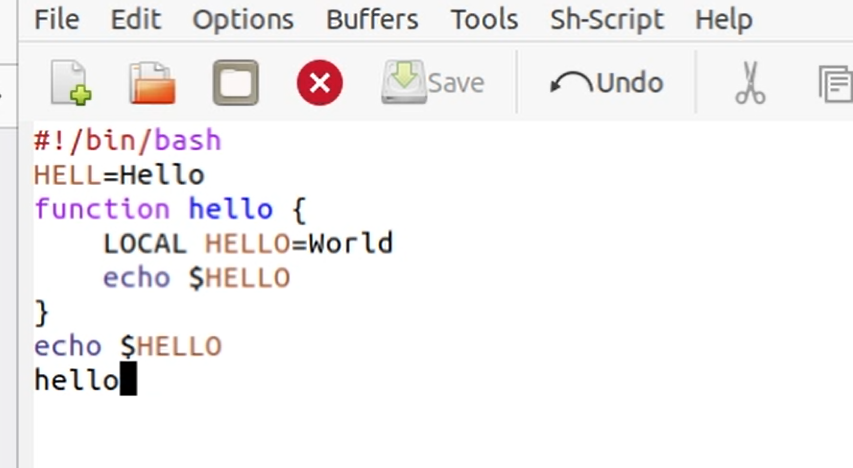 File Edit Options Buffers Tools Sh-Script Help
Save Undo
#!/bin/bash
HELL=Hello
function hello {
    LOCAL HELLO=World
    echo $HELLO
}
echo $HELLO
hello